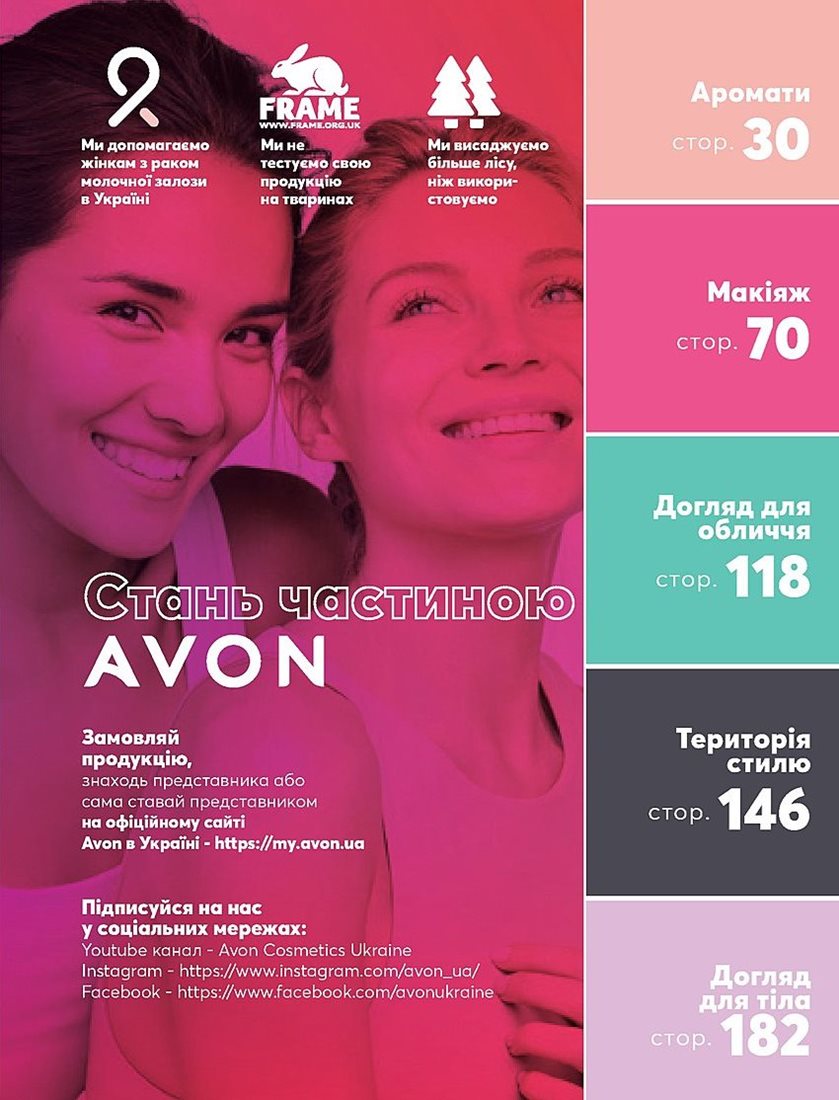 Ми допомагаємо
жінкам з раком
молочної залози
в Україні
FRAME
WWW.FRAME.ORG.UK
Ми не
тестуємо свою
продукцію
на тваринах
Ми висаджуємо
більше лісу,
ніж викори-
стовуємо
Стань частиною
AVON
Замовляй
продукцію,
знаходь представника або
сама ставай представником
на офіційному сайті
Avon в Україні - https://my.avon.ua
Підписуйся на нас
у соціальних мережах:
Youtube канал - Avon Cosmetics Ukraine
Instagram - https://www.instagram.com/avon_ua/
Facebook - https://www.facebook.com/avonukraine
Аромати
стор. 30
Макіяж
стор. 70
Догляд для
обличчя
стор. 118
Територія
стилю
стор. 146
Догляд
для тіла
стор. 182